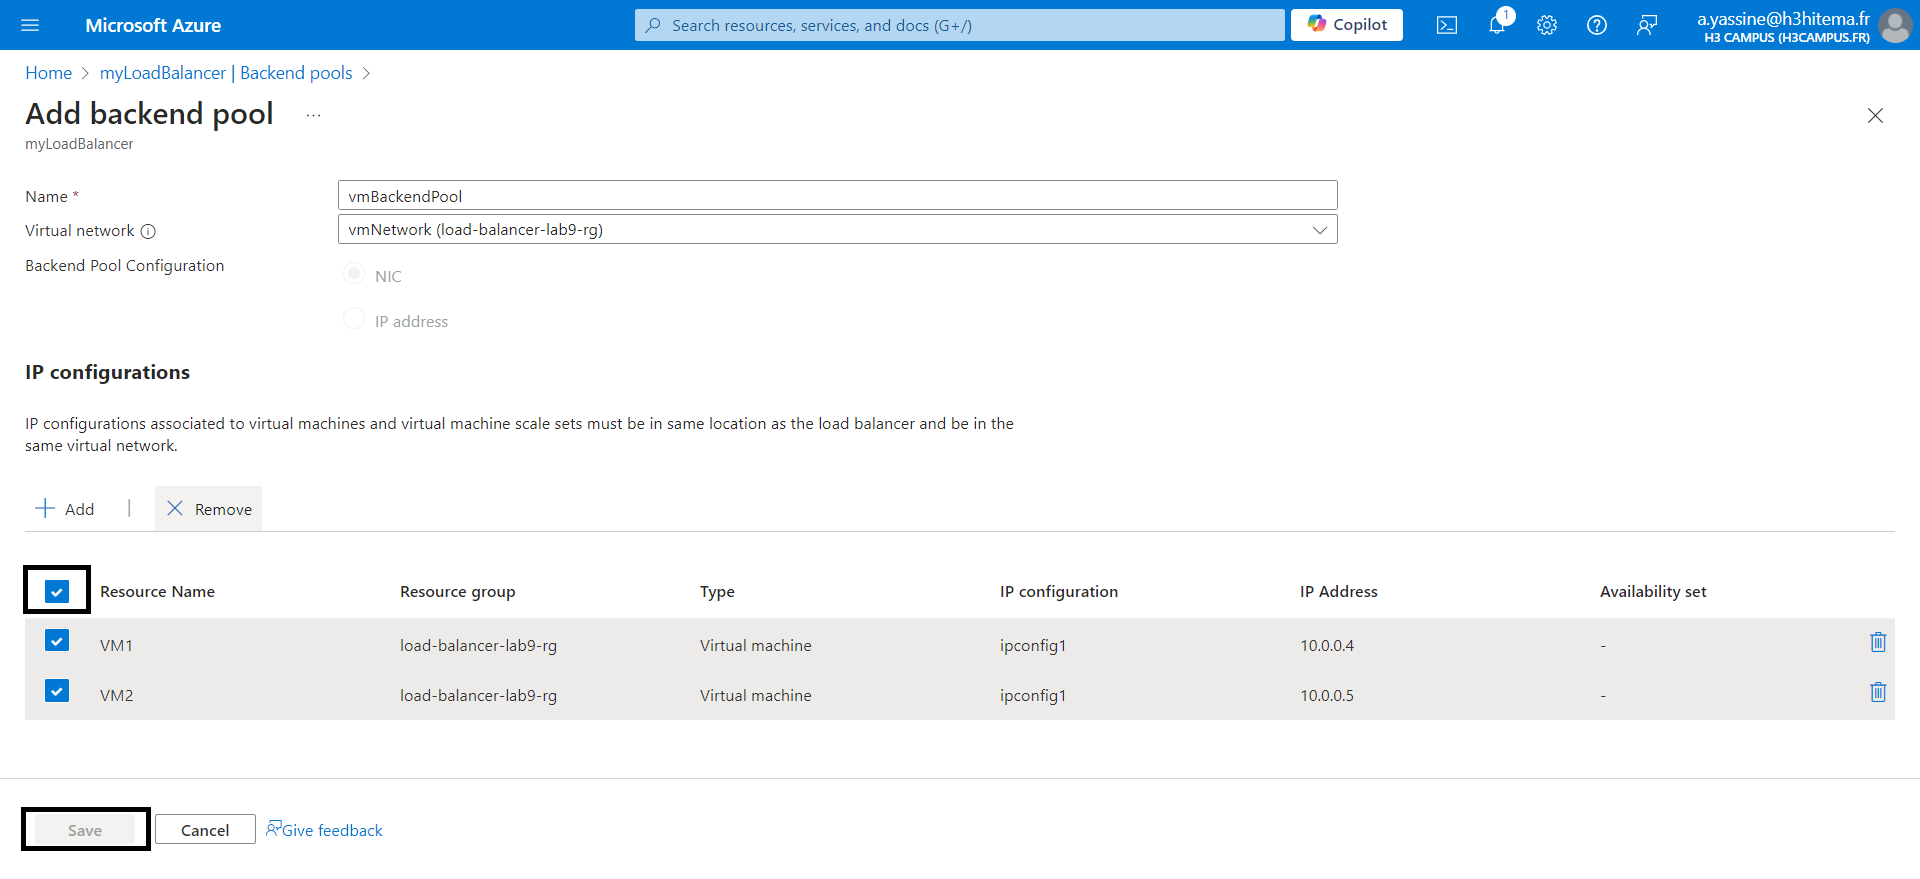 Microsoft Azure
Search resources, services, and docs (G+/)
Copilot
1
a.yassine@h3hitema.fr
H3 CAMPUS (H3CAMPUS.FR)
Home > myLoadBalancer | Backend pools >
Add backend pool ...
myLoadBalancer
Name *
vmBackendPool
Virtual network
vmNetwork (load-balancer-lab9-rg)
Backend Pool Configuration
NIC
IP address
IP configurations
IP configurations associated to virtual machines and virtual machine scale sets must be in same location as the load balancer and be in the
same virtual network.
Add | Remove
Resource Name Resource group Type IP configuration IP Address Availability set
VM1 load-balancer-lab9-rg Virtual machine ipconfig1 10.0.0.4 -
VM2 load-balancer-lab9-rg Virtual machine ipconfig1 10.0.0.5 -
Save Cancel Give feedback